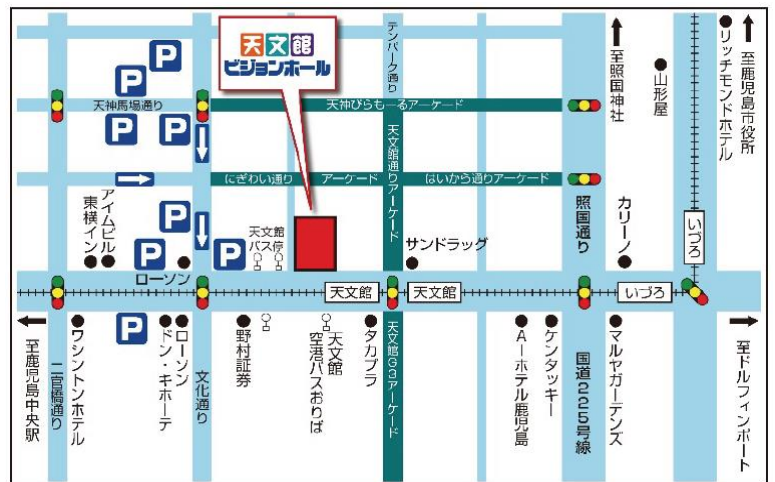 天文館
ビジョンホール
テンパーク通り
至照国神社
山形屋
リッチモンドホテル
至鹿児島市役所
P
P
天神馬場通り
天神ぴらもーるアーケード
P
P
天文館通りアーケード
にぎわい通り
アーケード
はいから通りアーケード
照国通り
カリーノ
いづろ
東横イン
アイムビル
P
P
ローソン
P
天文館
バス停
サンドラッグ
天文館
天文館
いづろ
P
至鹿児島中央駅
二官橋通り
ワシントンホテル
ドン・キホーテ
ローソン
文化通り
野村証券
天文館
空港バスおりば
タカプラ
天文館G3アーケード
Aーホテル鹿児島
ケンタッキー
国道225号線
マルヤガーデンズ
至ドルフィンポート